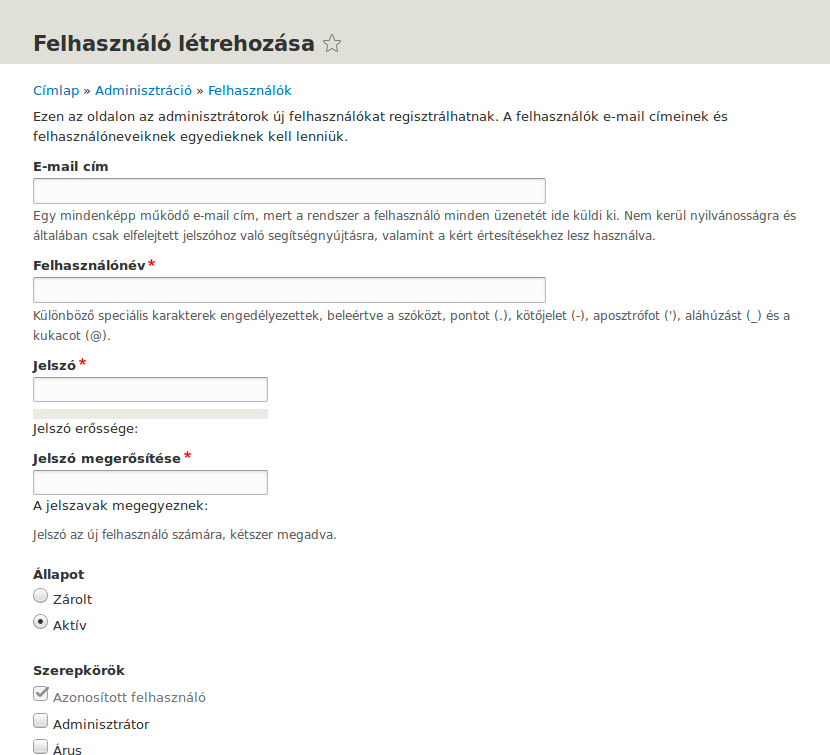 Felhasználó létrehozása
Címlap » Adminisztráció » Felhasználók
Ezen az oldalon az adminisztrátorok új felhasználókat regisztrálhatnak. A felhasználók e-mail címeinek és
felhasználóneveiknek egyedieknek kell lenniük.
E-mail cím
Egy mindenképp működő e-mail cím, mert a rendszer a felhasználó minden üzenetét ide küldi ki. Nem kerül nyilvánosságra és
általában csak elfelejtett jelszóhoz való segítségnyújtásra, valamint a kért értesítésekhez lesz használva.
Felhasználónév *
Különböző speciális karakterek engedélyezettek, beleértve a szóközt, pontot (.), kötőjelet (-), aposztrófot ('), aláhúzást (_) és a
kukacot (@).
Jelszó *
Jelszó erőssége:
Jelszó megerősítése *
A jelszavak megegyeznek:
Jelszó az új felhasználó számára, kétszer megadva.
Állapot
Zárolt
Aktív
Szerepkörök
Azonosított felhasználó
Adminisztrátor
Árus